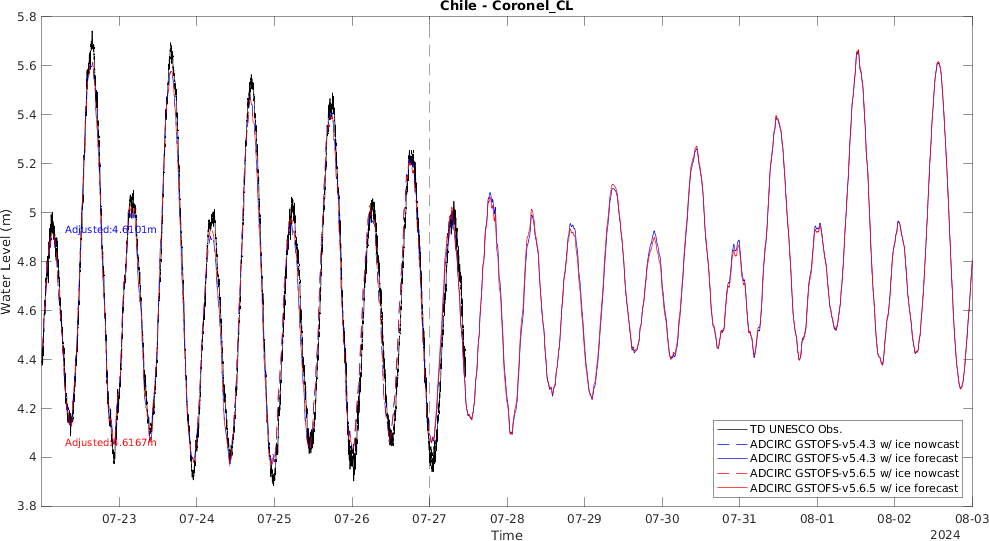 Chile - Coronel_CL
5.8
5.6
5.4
5.2
5
4.8
4.6
4.4
4.2
4
3.8
Water Level (m)
Adjusted:4.6101m
Adjusted:4.6167m
TD UNESCO Obs.
ADCIRC GSTOFS-v5.4.3 w/ ice nowcast
ADCIRC GSTOFS-v5.4.3 w/ ice forecast
ADCIRC GSTOFS-v5.6.5 w/ ice nowcast
ADCIRC GSTOFS-v5.6.5 w/ ice forecast
07-23 07-24 07-25 07-26 07-27 07-28 07-29 07-30 07-31 08-01 08-02 08-03
Time
2024